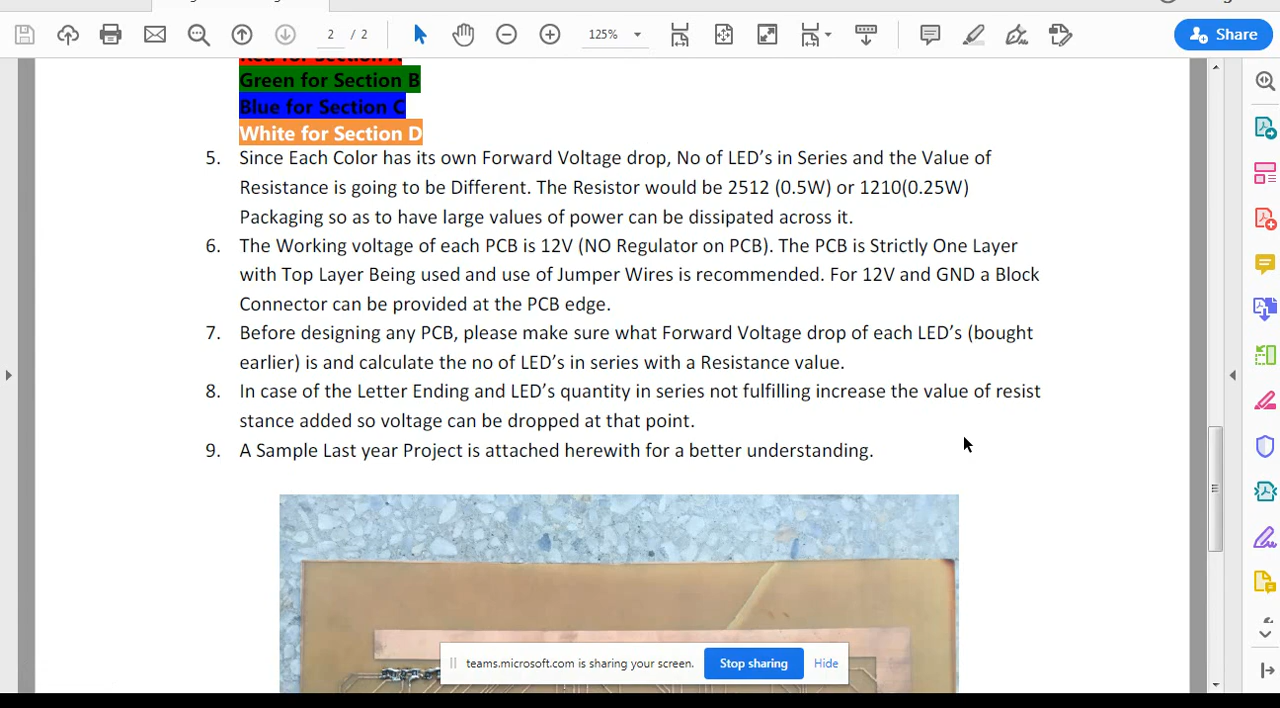 2 / 2
125%
Share
Red for Section A
Green for Section B
Blue for Section C
White for Section D
5. Since Each Color has its own Forward Voltage drop, No of LED’s in Series and the Value of
Resistance is going to be Different. The Resistor would be 2512 (0.5W) or 1210(0.25W)
Packaging so as to have large values of power can be dissipated across it.
6. The Working voltage of each PCB is 12V (NO Regulator on PCB). The PCB is Strictly One Layer
with Top Layer Being used and use of Jumper Wires is recommended. For 12V and GND a Block
Connector can be provided at the PCB edge.
7. Before designing any PCB, please make sure what Forward Voltage drop of each LED’s (bought
earlier) is and calculate the no of LED’s in series with a Resistance value.
8. In case of the Letter Ending and LED’s quantity in series not fulfilling increase the value of resist
stance added so voltage can be dropped at that point.
9. A Sample Last year Project is attached herewith for a better understanding.
teams.microsoft.com is sharing your screen.
Stop sharing
Hide